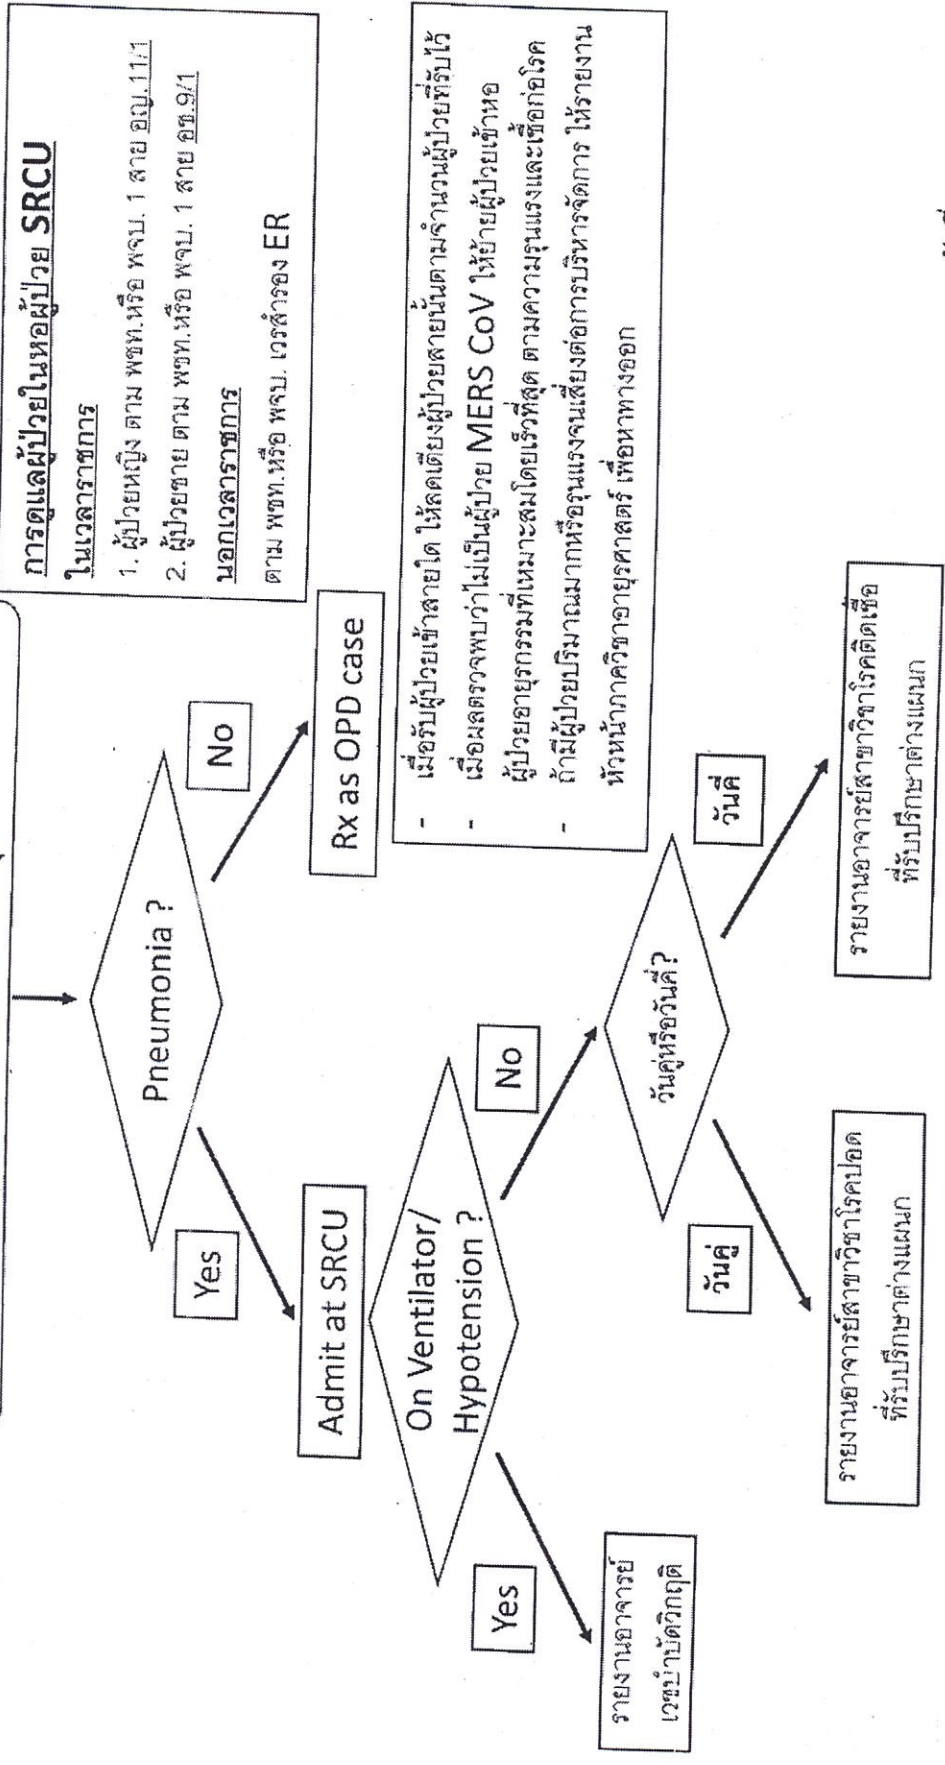 การดูแลผู้ป่วยในหอผู้ป่วย SRCU
ในเวลาราชการ
1. ผู้ป่วยหญิง ตาม พชท.หรือ พจบ. 1 สาย อญ.11/1
2. ผู้ป่วยชาย ตาม พชท.หรือ พจบ. 1 สาย อช.9/1
นอกเวลาราชการ
ตาม พชท.หรือ พจบ. เวรสำรอง ER
Pneumonia ?
Yes
No
Admit at SRCU
Rx as OPD case
- เมื่อรับผู้ป่วยเข้าสายใด ให้ลดเตียงผู้ป่วยสายนั้นตามจำนวนผู้ป่วยที่รับไว้
- เมื่อผลตรวจพบว่าไม่เป็นผู้ป่วย MERS CoV ให้ย้ายผู้ป่วยเข้าหอ
ผู้ป่วยอายุรกรรมที่เหมาะสมโดยเร็วที่สุด ตามความรุนแรงและเชื้อก่อโรค
- ถ้ามีผู้ป่วยปริมาณมากหรือรุนแรงจนเสี่ยงต่อการบริหารจัดการ ให้รายงาน
หัวหน้าภาควิชาอายุรศาสตร์ เพื่อหาทางออก
On Ventilator/
Hypotension ?
Yes
No
รายงานอาจารย์
เวชบำบัดวิกฤติ
วันคู่หรือวันคี่?
วันคู่
วันคี่
รายงานอาจารย์สาขาวิชาโรคปอด
ที่รับปรึกษาต่างแผนก
รายงานอาจารย์สาขาวิชาโรคติดเชื้อ
ที่รับปรึกษาต่างแผนก